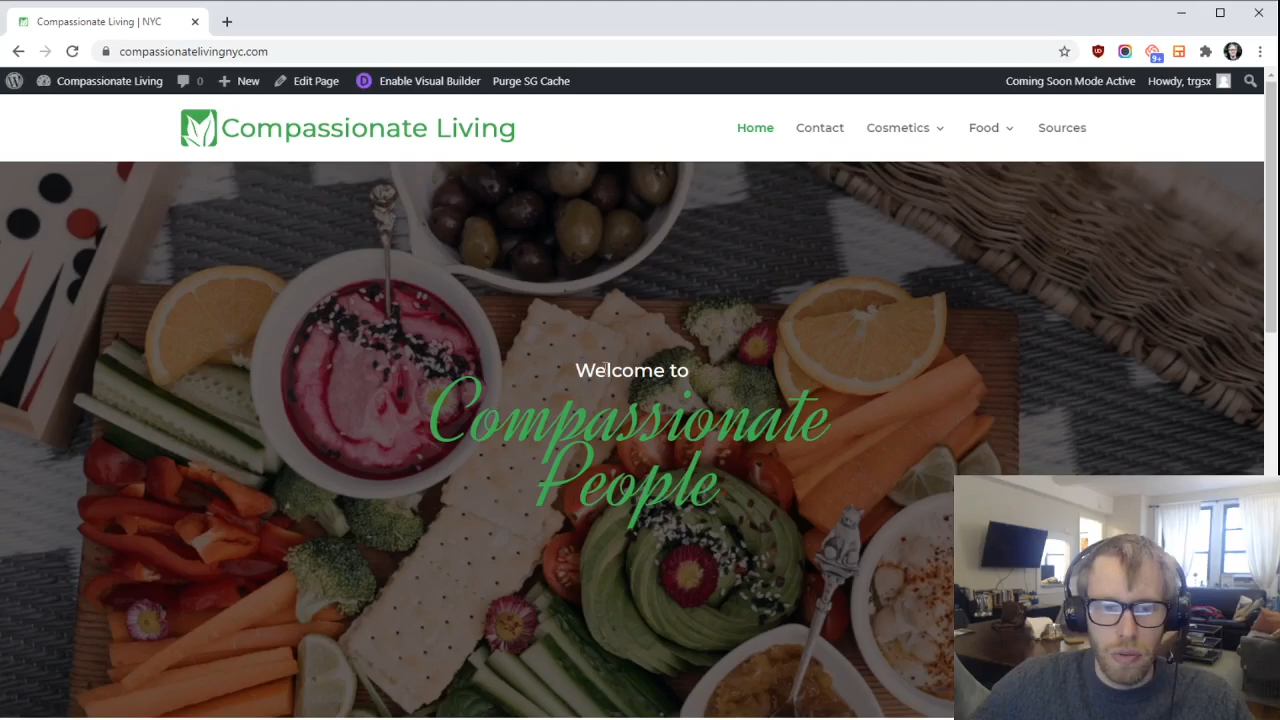 Compassionate Living | NYC
compassionatelivingnyc.com
9+
Compassionate Living 0 New Edit Page D Enable Visual Builder Purge SG Cache Coming Soon Mode Active Howdy, trgsx
Compassionate Living Home Contact Cosmetics Food Sources
Welcome to
Compassionate
People